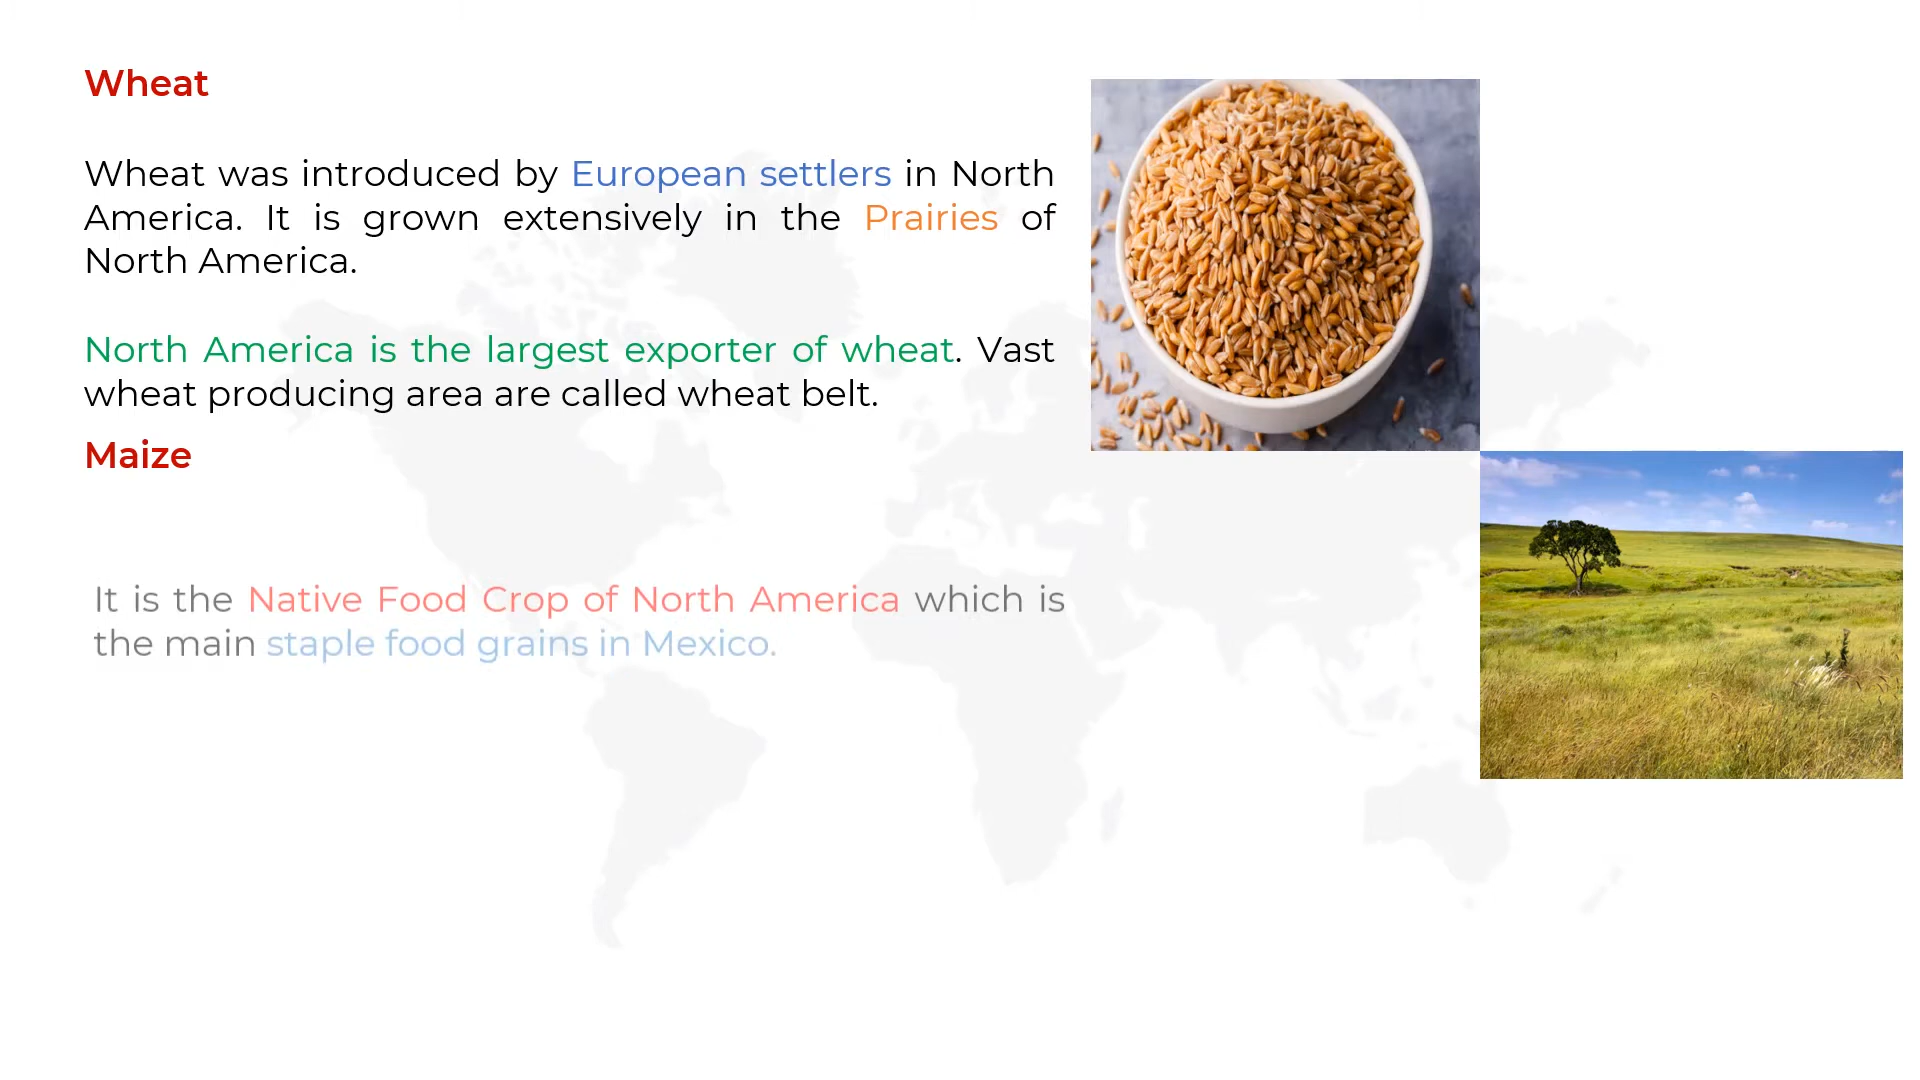 Wheat
Wheat was introduced by European settlers in North
America. It is grown extensively in the Prairies of
North America.
North America is the largest exporter of wheat. Vast
wheat producing area are called wheat belt.
Maize
It is the Native Food Crop of North America which is
the main staple food grains in Mexico.